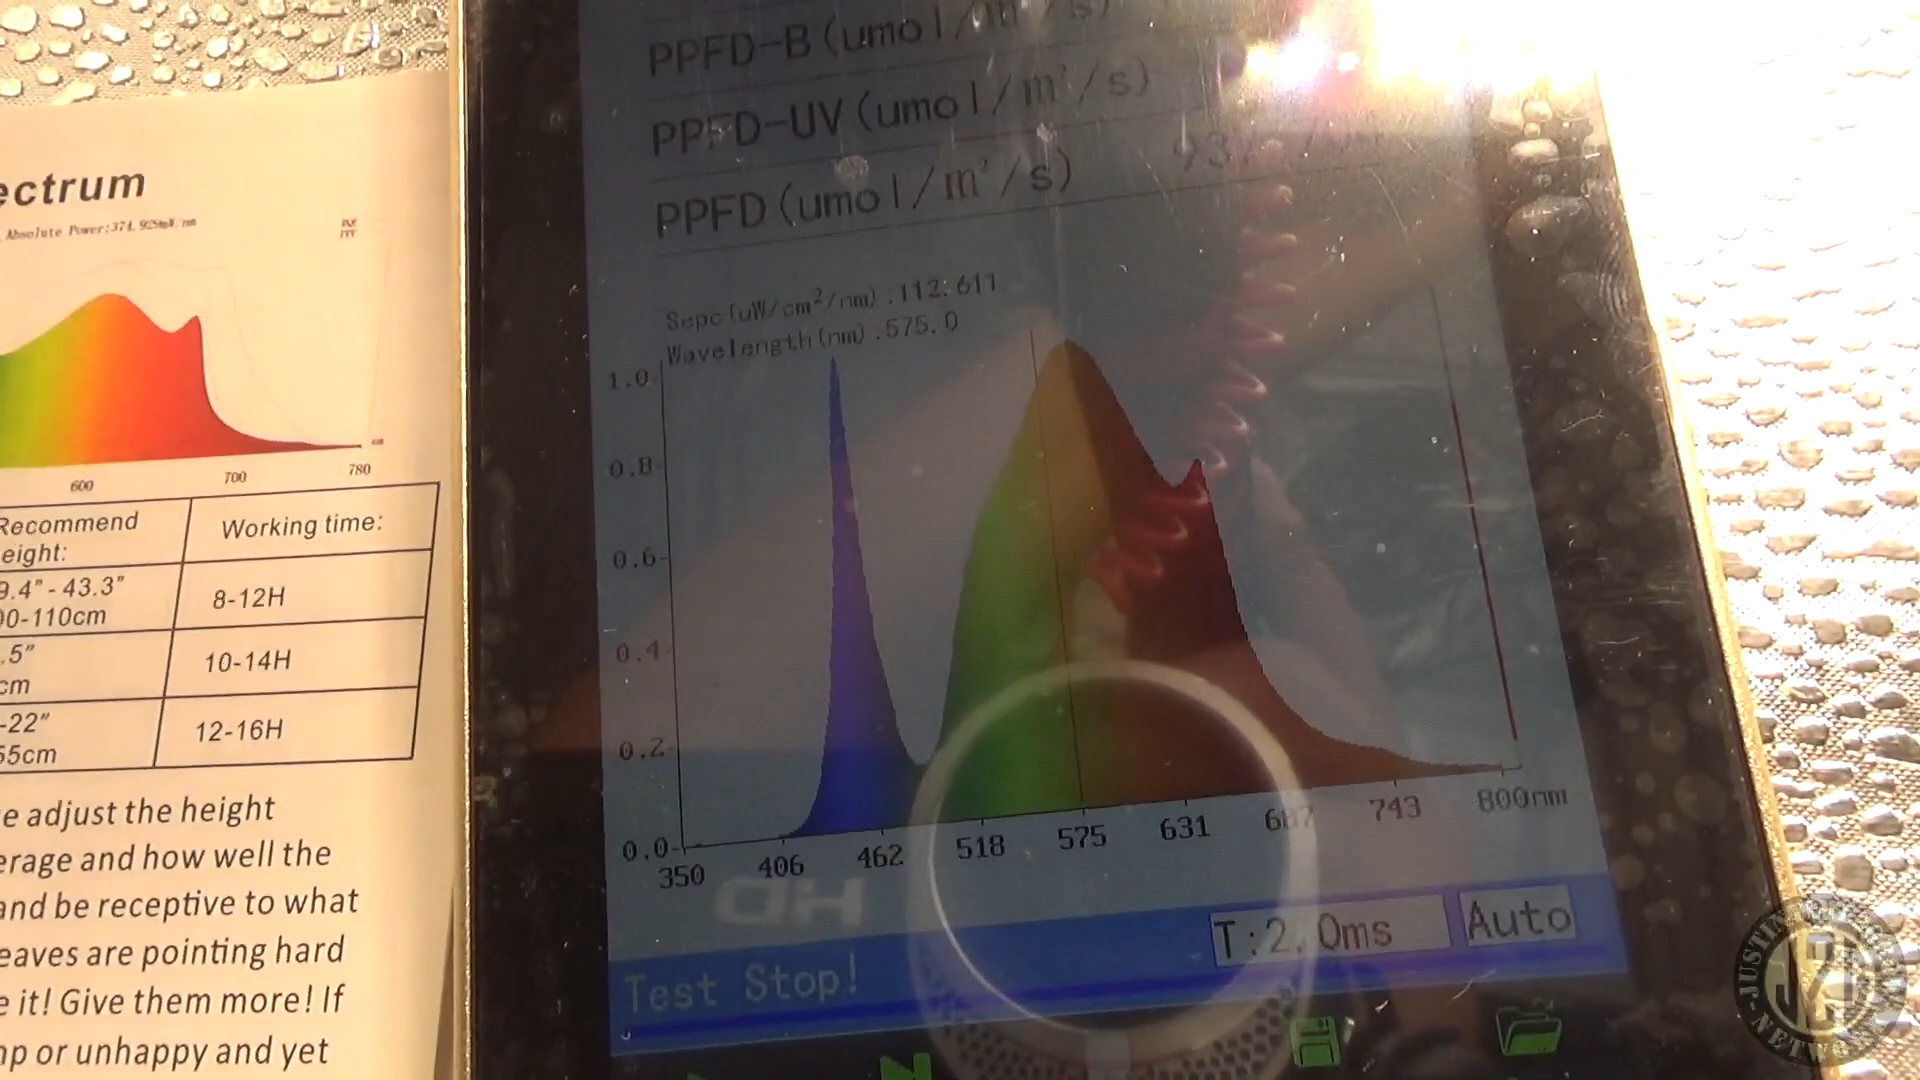 ectrum
Absolute Power:374.925mW/nm
600 700 780
Recommend
eight:
Working time:
9.4" - 43.3"
00-110cm
8-12H
.5"
cm
10-14H
-22"
55cm
12-16H
e adjust the height
erage and how well the
and be receptive to what
eaves are pointing hard
e it! Give them more! If
np or unhappy and yet
PPFD-B(umol/m²/s)
PPFD-UV(umol/m²/s)
PPFD(umol/m²/s)
Sepc(uW/cm2/nm):112.611
Wavelength(nm):575.0
1.0
0.8
0.6
0.4
0.2
0.0
350 406 462 518 575 631 687 743 800nm
T:2.0ms Auto
Test Stop!
JUSTIN
NETWORK